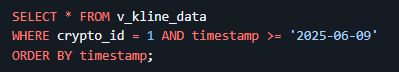 SELECT * FROM v_kline_data
WHERE crypto_id = 1 AND timestamp >= '2025-06-09'
ORDER BY timestamp;